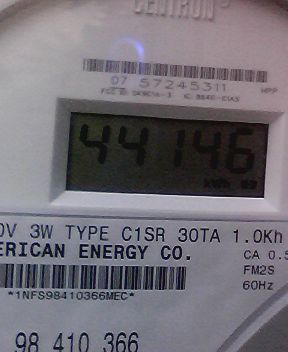 CENTRON
07 57245311
44146
kWh
0V 3W TYPE C1SR 30TA 1.0Kh
ERICAN ENERGY CO.
CA 0.5
FM2S
60Hz
*1NFS98410366MEC*
98 410 366